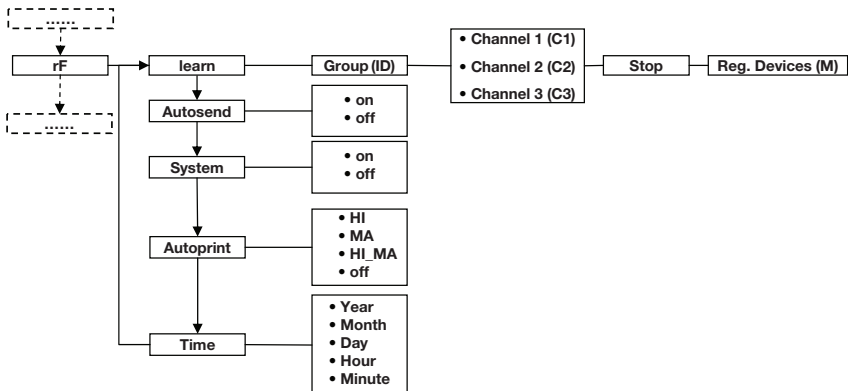 ......
rF
......
learn
Group (ID)
• Channel 1 (C1)
• Channel 2 (C2)
• Channel 3 (C3)
Stop
Reg. Devices (M)
Autosend
• on
• off
System
• on
• off
Autoprint
• HI
• MA
• HI_MA
• off
Time
• Year
• Month
• Day
• Hour
• Minute